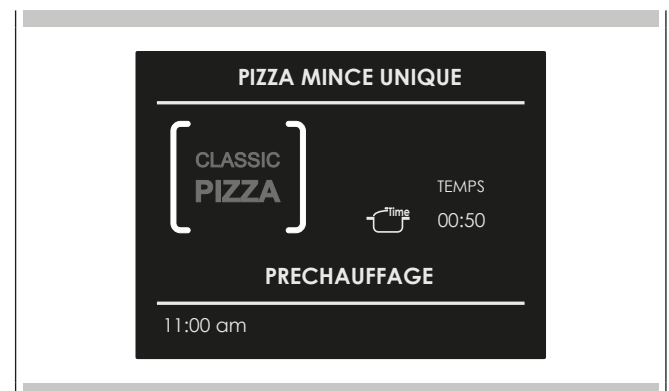 PIZZA MINCE UNIQUE
CLASSIC
PIZZA
TEMPS
Time
00:50
PRECHAUFFAGE
11:00 am